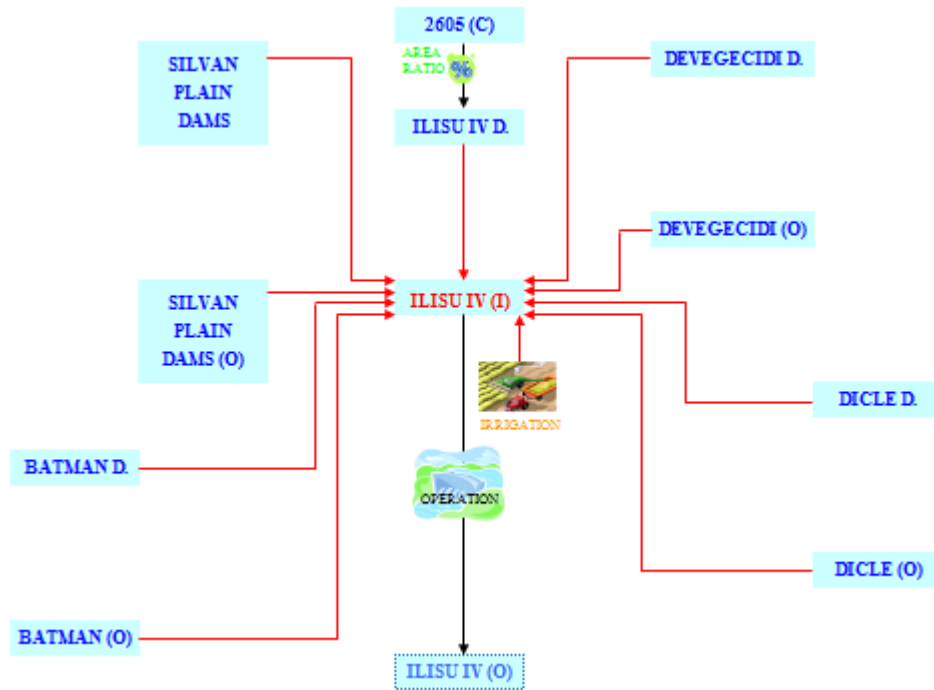 2605 (C)
AREA
RATIO
SILVAN
PLAIN
DAMS
DEVEGECIDI D.
ILISU IV D.
DEVEGECIDI (O)
SILVAN
PLAIN
DAMS (O)
ILISU IV (I)
DICLE D.
IRRIGATION
BATMAN D.
OPERATION
DICLE (O)
BATMAN (O)
ILISU IV (O)